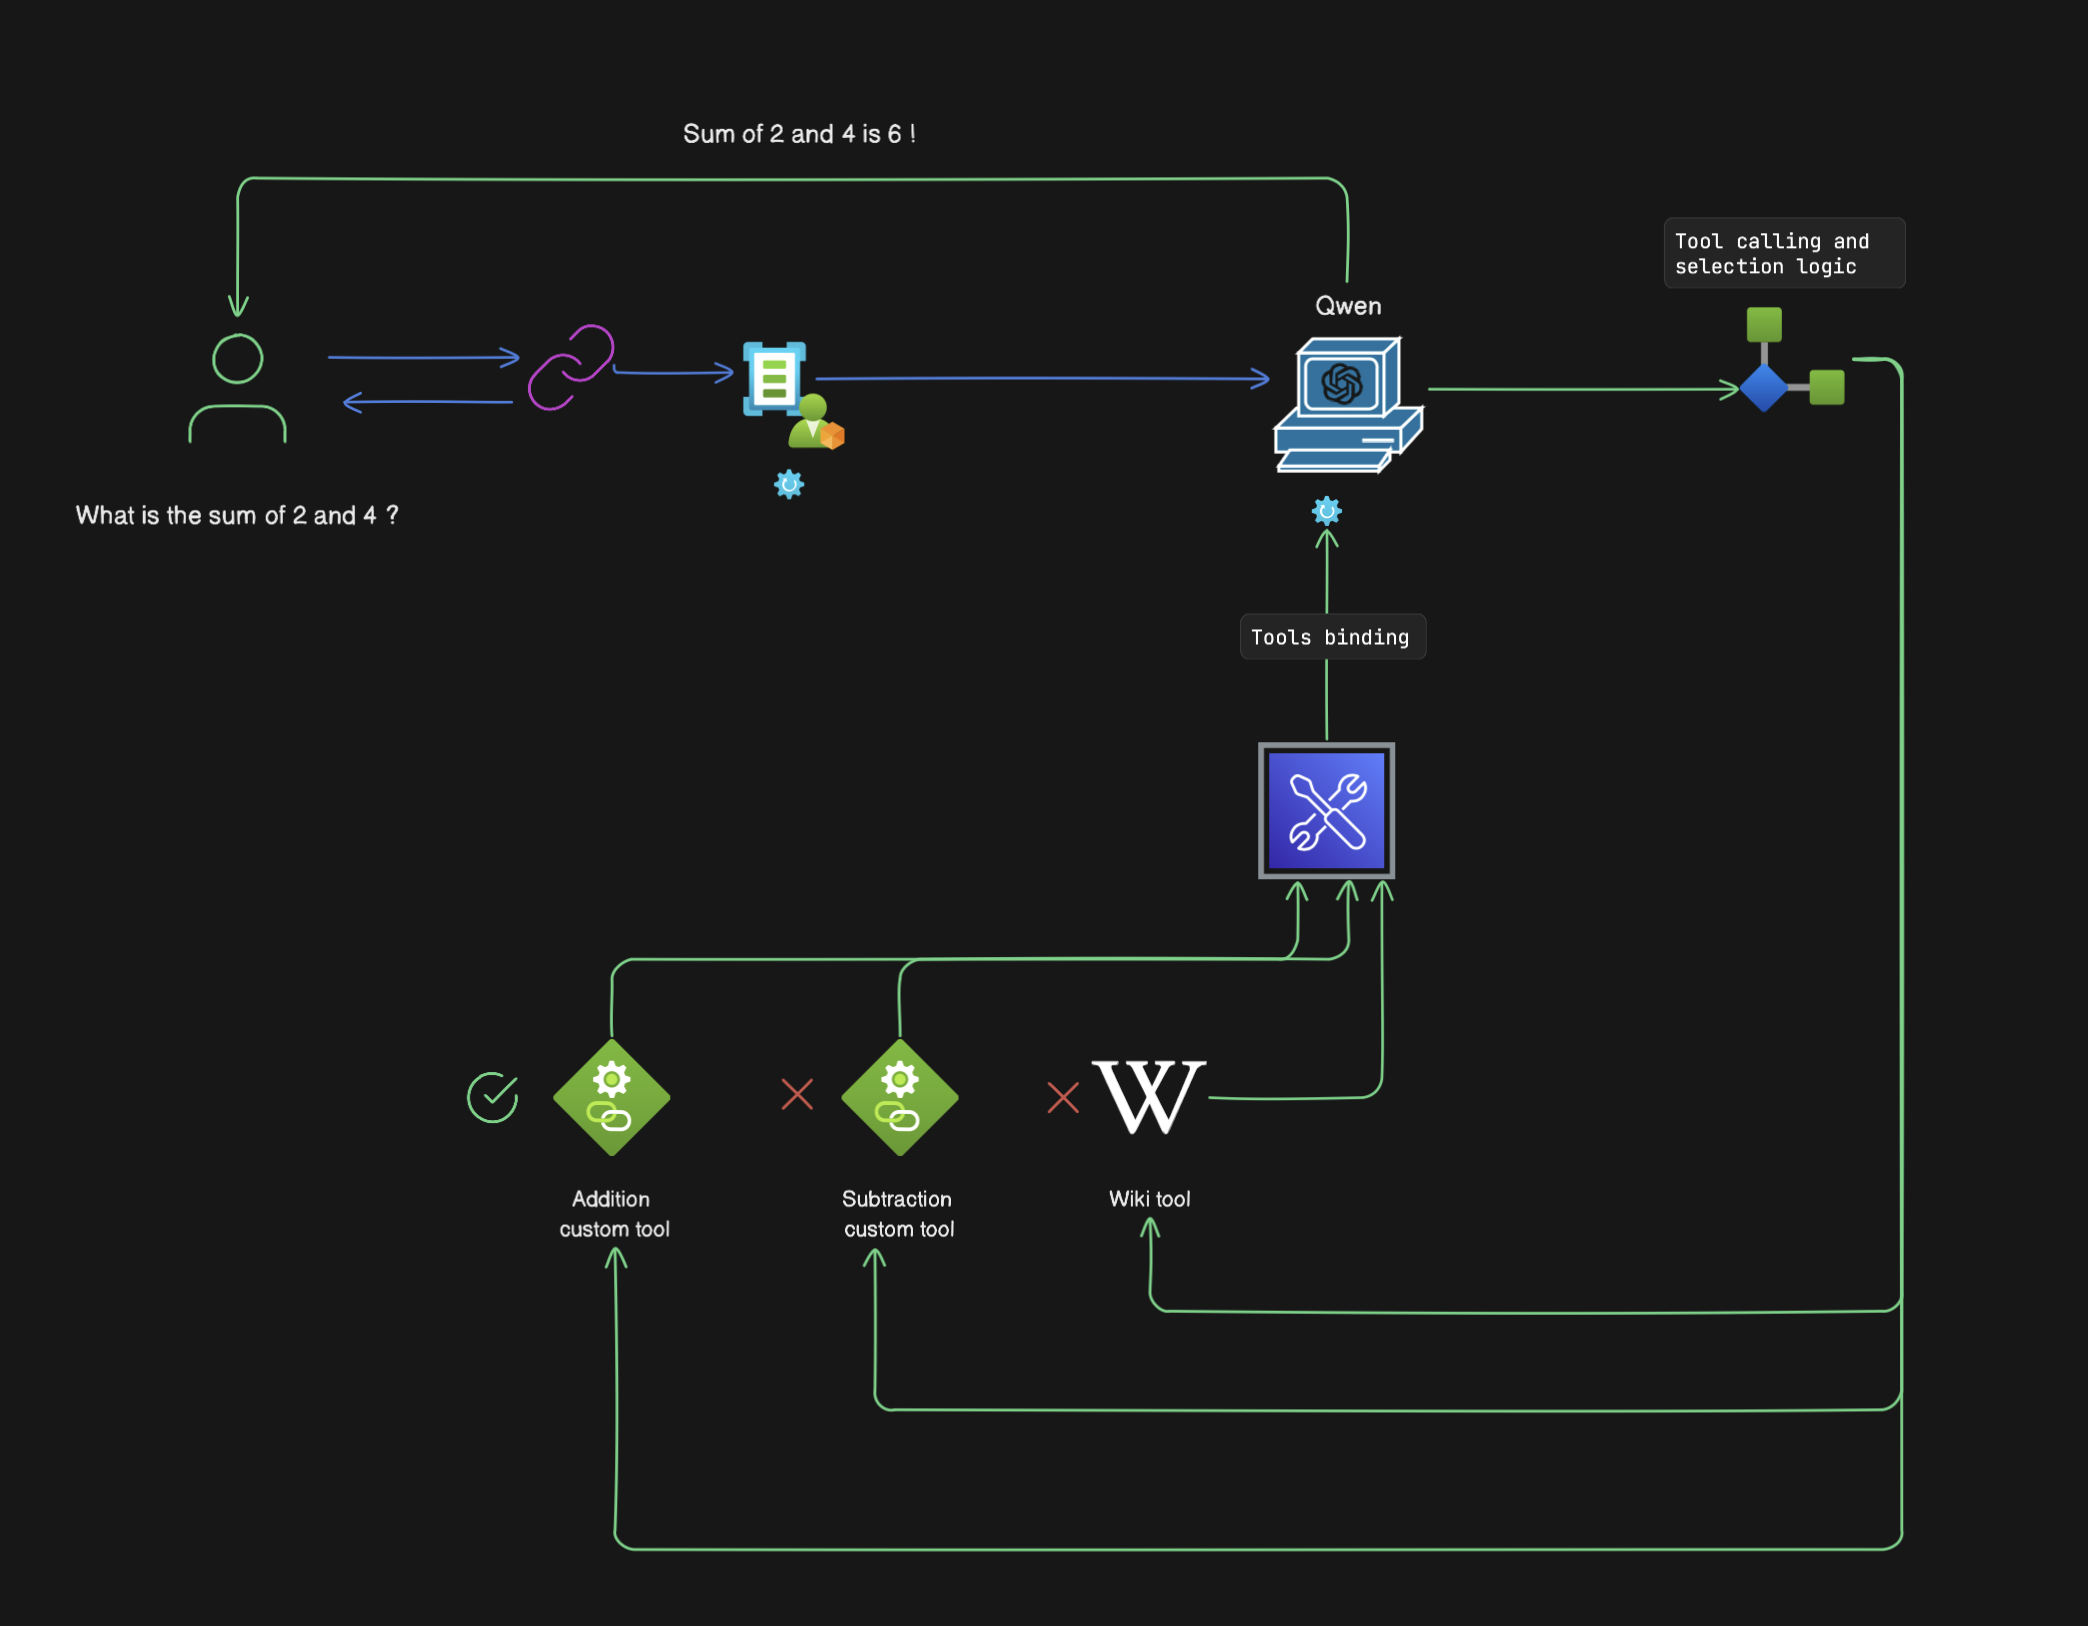 Sum of 2 and 4 is 6 !
Tool calling and
selection logic
Qwen
What is the sum of 2 and 4 ?
Tools binding
W
Addition
custom tool
Subtraction
custom tool
Wiki tool